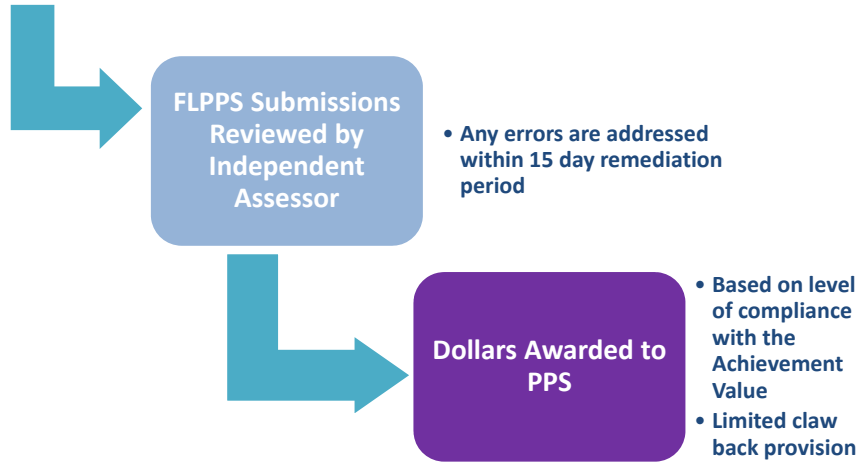 FLPPS Submissions
Reviewed by
Independent
Assessor
• Any errors are addressed
within 15 day remediation
period
Dollars Awarded to
PPS
• Based on level
of compliance
with the
Achievement
Value
• Limited claw
back provision